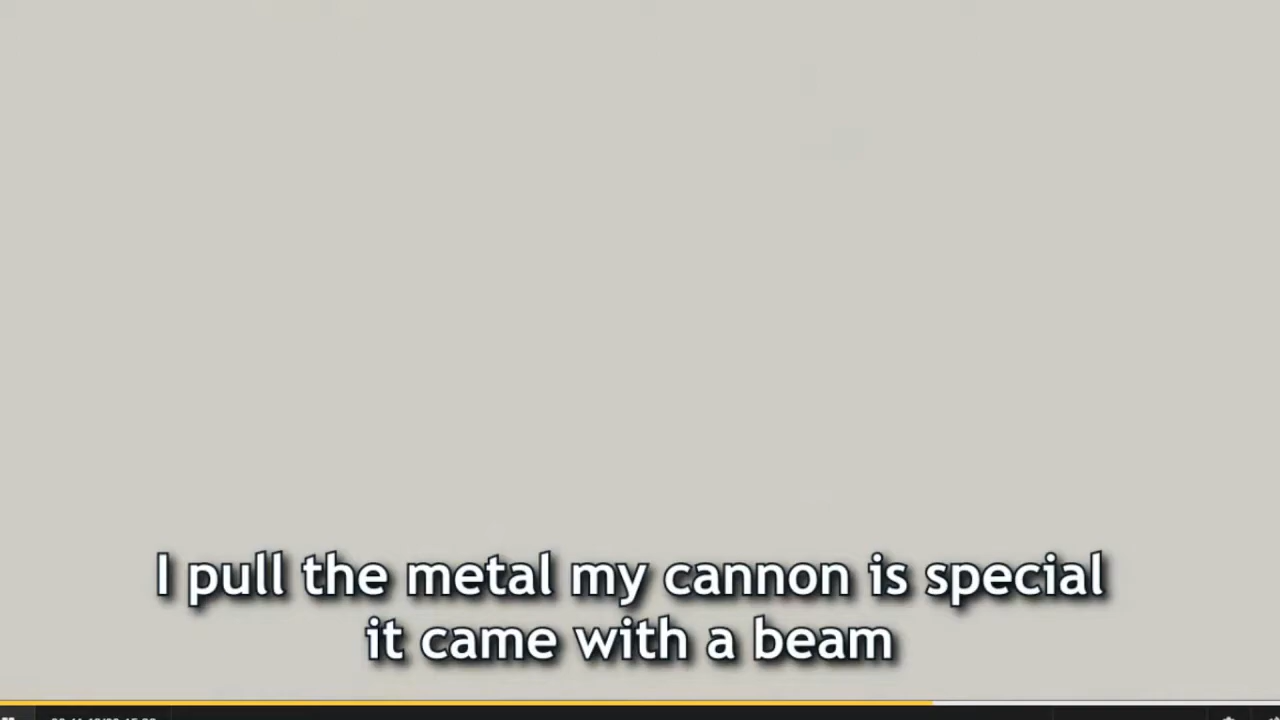 I pull the metal my cannon is special
it came with a beam